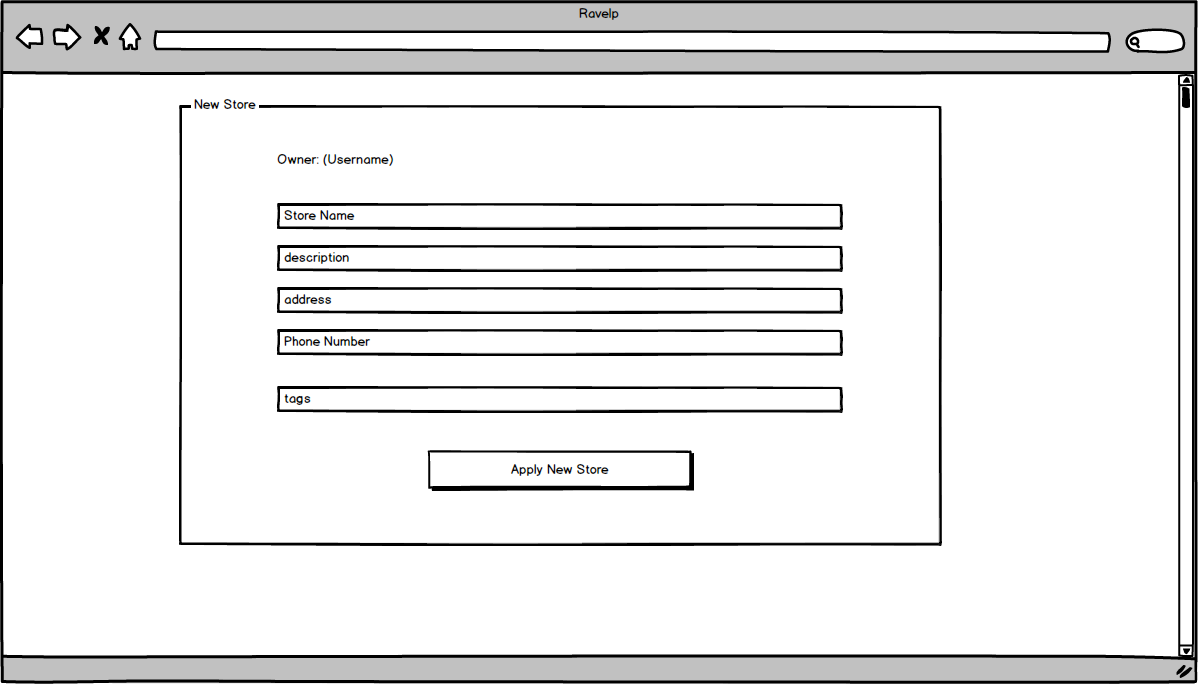 Ravelp
New Store
Owner: (Username)
Store Name
description
address
Phone Number
tags
Apply New Store